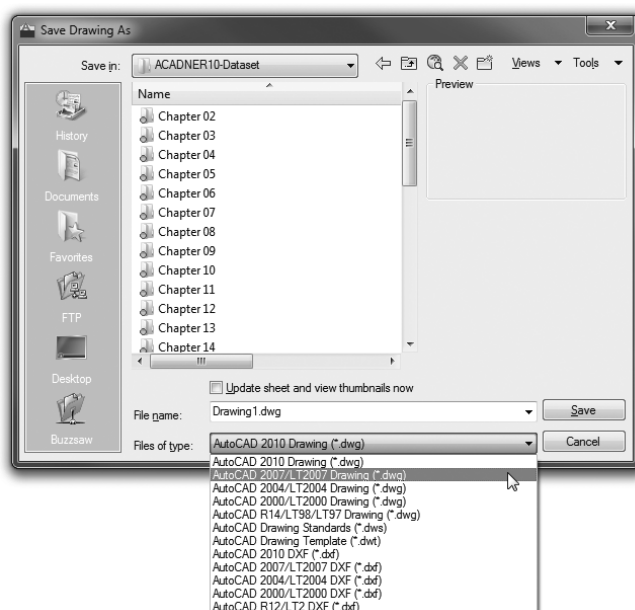 Save Drawing As
Save in:
ACADNER10-Dataset
Views
Tools
History
Documents
Favorites
FTP
Desktop
Buzzsaw
Name
Chapter 02
Chapter 03
Chapter 04
Chapter 05
Chapter 06
Chapter 07
Chapter 08
Chapter 09
Chapter 10
Chapter 11
Chapter 12
Chapter 13
Chapter 14
Preview
Update sheet and view thumbnails now
File name: Drawing1.dwg Save
Files of type: AutoCAD 2010 Drawing (*.dwg) Cancel
AutoCAD 2010 Drawing (*.dwg)
AutoCAD 2007/LT2007 Drawing (*.dwg)
AutoCAD 2004/LT2004 Drawing (*.dwg)
AutoCAD 2000/LT2000 Drawing (*.dwg)
AutoCAD R14/LT98/LT97 Drawing (*.dwg)
AutoCAD Drawing Standards (*.dws)
AutoCAD Drawing Template (*.dwt)
AutoCAD 2010 DXF (*.dxf)
AutoCAD 2007/LT2007 DXF (*.dxf)
AutoCAD 2004/LT2004 DXF (*.dxf)
AutoCAD 2000/LT2000 DXF (*.dxf)
AutoCAD R12/LT2 DXF (*.dxf)